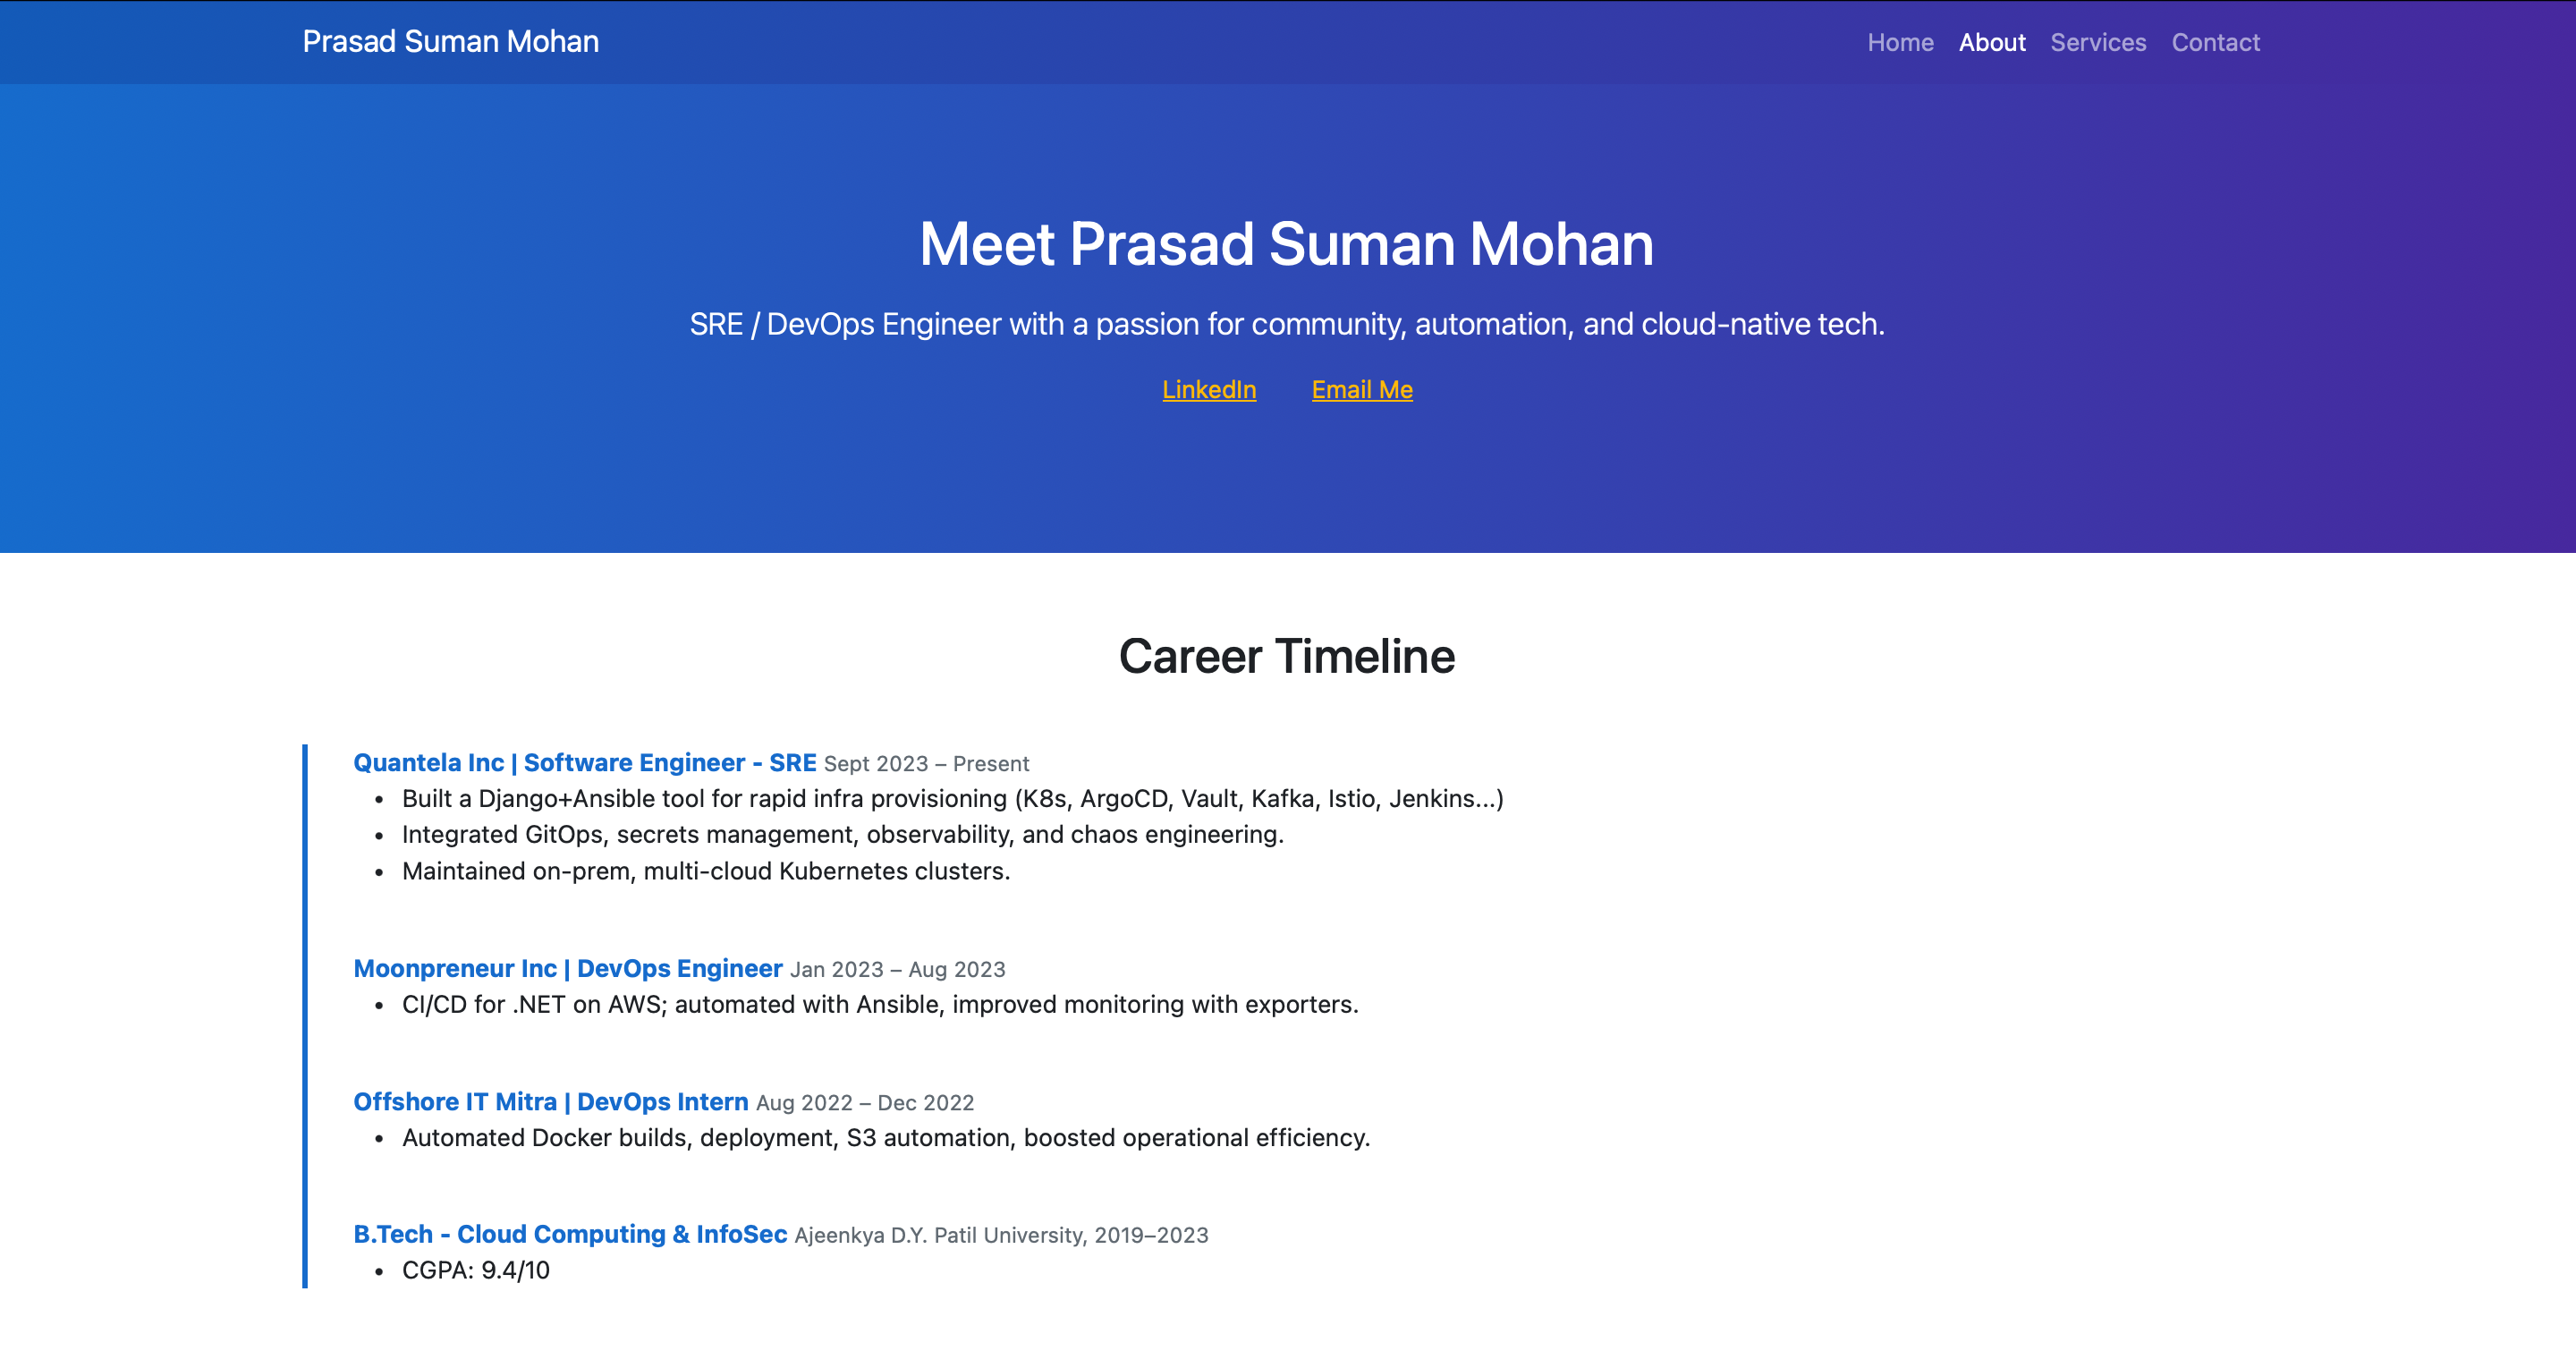 Prasad Suman Mohan
Home About Services Contact
Meet Prasad Suman Mohan
SRE / DevOps Engineer with a passion for community, automation, and cloud-native tech.
LinkedIn Email Me
Career Timeline
Quantela Inc | Software Engineer - SRE Sept 2023 – Present
• Built a Django+Ansible tool for rapid infra provisioning (K8s, ArgoCD, Vault, Kafka, Istio, Jenkins...)
• Integrated GitOps, secrets management, observability, and chaos engineering.
• Maintained on-prem, multi-cloud Kubernetes clusters.
Moonpreneur Inc | DevOps Engineer Jan 2023 – Aug 2023
• CI/CD for .NET on AWS; automated with Ansible, improved monitoring with exporters.
Offshore IT Mitra | DevOps Intern Aug 2022 – Dec 2022
• Automated Docker builds, deployment, S3 automation, boosted operational efficiency.
B.Tech - Cloud Computing & InfoSec Ajeenkya D.Y. Patil University, 2019–2023
• CGPA: 9.4/10